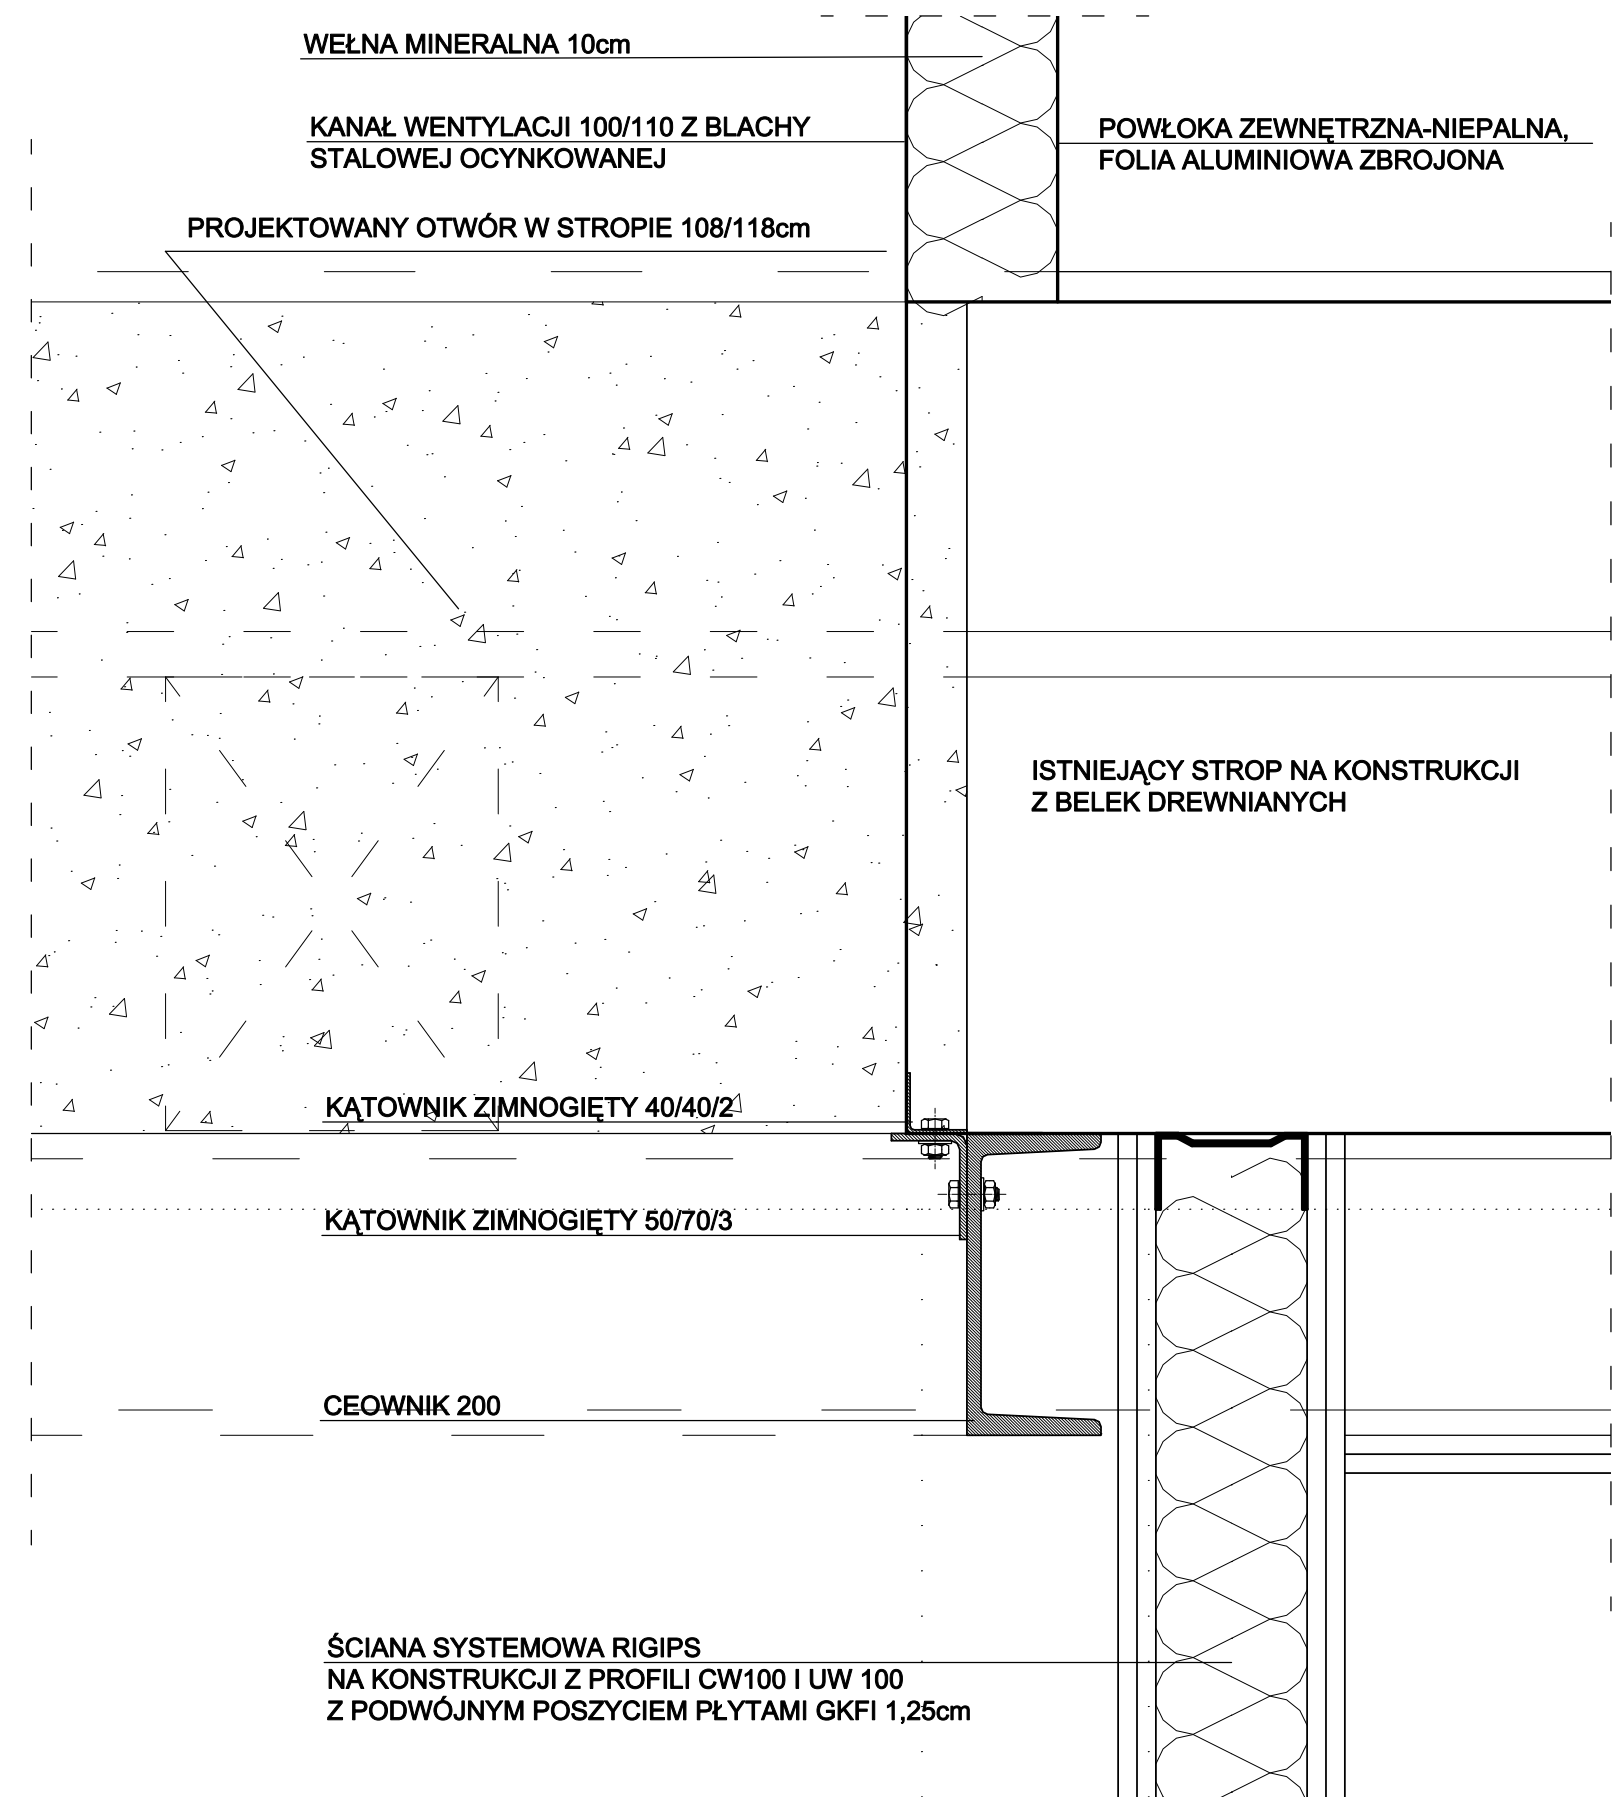 WEŁNA MINERALNA 10cm
KANAŁ WENTYLACJI 100/110 Z BLACHY
STALOWEJ OCYNKOWANEJ
POWŁOKA ZEWNĘTRZNA-NIEPALNA,
FOLIA ALUMINIOWA ZBROJONA
PROJEKTOWANY OTWÓR W STROPIE 108/118cm
ISTNIEJĄCY STROP NA KONSTRUKCJI
Z BELEK DREWNIANYCH
KĄTOWNIK ZIMNOGIĘTY 40/40/2
KĄTOWNIK ZIMNOGIĘTY 50/70/3
CEOWNIK 200
ŚCIANA SYSTEMOWA RIGIPS
NA KONSTRUKCJI Z PROFILI CW100 I UW 100
Z PODWÓJNYM POSZYCIEM PŁYTAMI GKFI 1,25cm